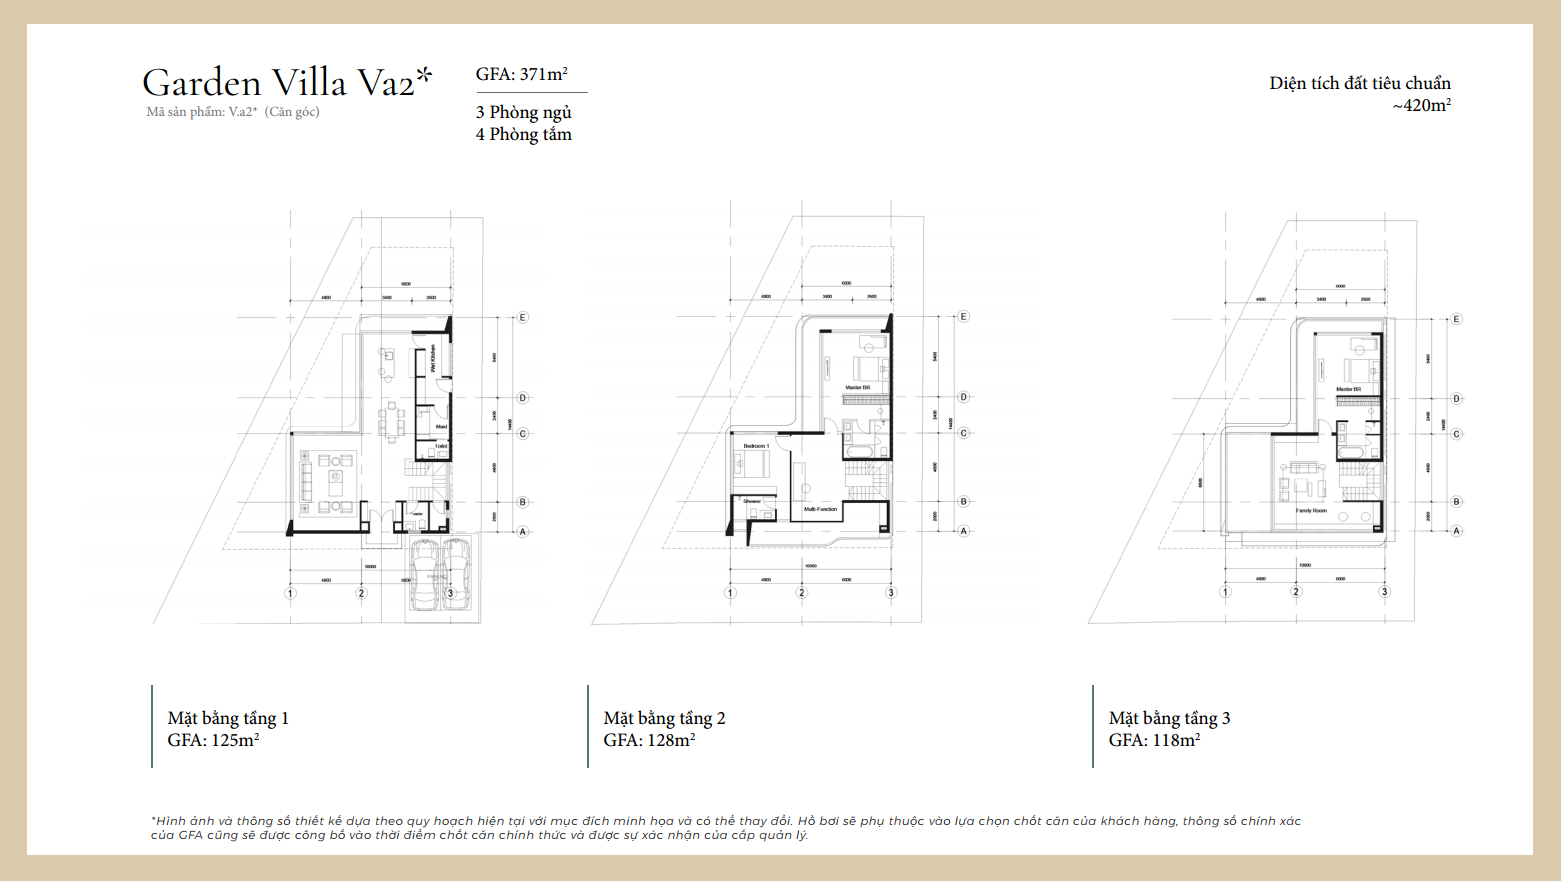 Garden Villa Va2*
Mã sản phẩm: V.a2* (Căn góc)
GFA: 371m²
3 Phòng ngủ
4 Phòng tắm
Diện tích đất tiêu chuẩn
~420m²
6000
4800 3400 2600
E
Wet Kitchen
5400
D
2400
Maid
C
14400
Toilet
4600
B
2000
A
10800
4800 6000
1 2 3
6000
4800 3400 2600
E
5400
Master BR
D
2400
C
14400
Bedroom 1
4600
Shower
B
Multi-Function
2000
A
10800
4800 6000
1 2 3
6000
4800 3400 2600
E
5400
Master BR
D
2400
C
14400
4600
6600
B
Family Room
2000
A
10800
4800 6000
1 2 3
Mặt bằng tầng 1
GFA: 125m²
Mặt bằng tầng 2
GFA: 128m²
Mặt bằng tầng 3
GFA: 118m²
*Hình ảnh và thông số thiết kế dựa theo quy hoạch hiện tại với mục đích minh họa và có thể thay đổi. Hồ bơi sẽ phụ thuộc vào lựa chọn chốt căn của khách hàng, thông số chính xác
của GFA cũng sẽ được công bố vào thời điểm chốt căn chính thức và được sự xác nhận của cấp quản lý.